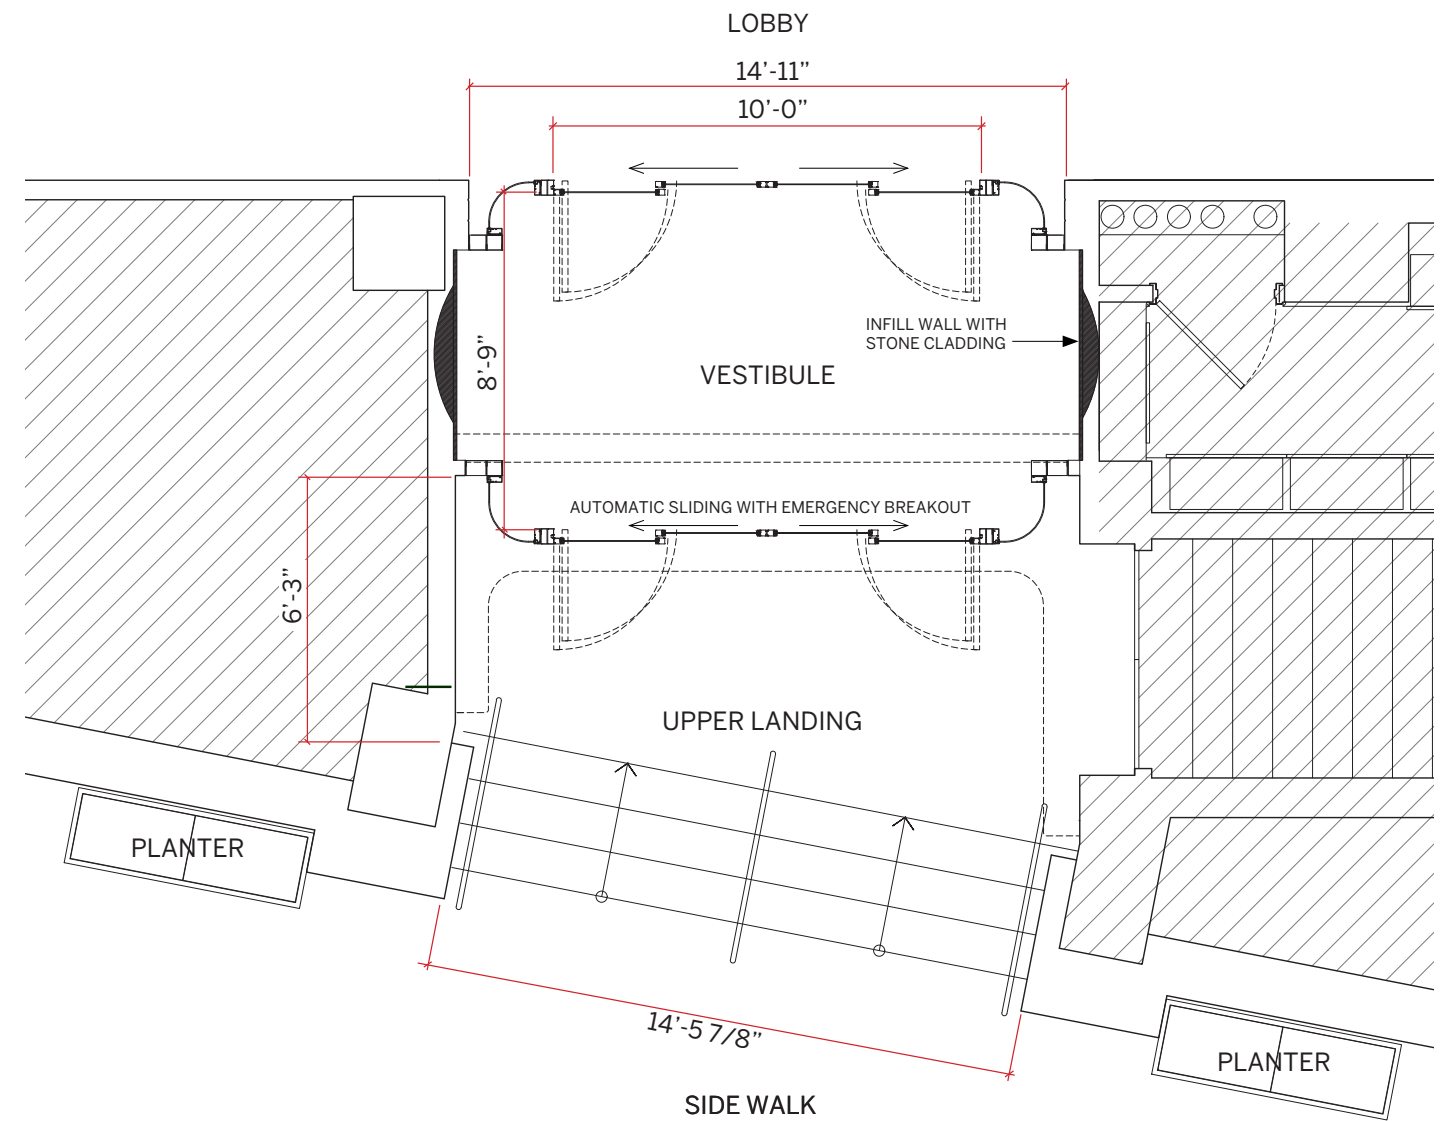 LOBBY
14’-11”
10’-0”
INFILL WALL WITH
STONE CLADDING
8’-9”
VESTIBULE
AUTOMATIC SLIDING WITH EMERGENCY BREAKOUT
6’-3”
UPPER LANDING
PLANTER
14’-5 7/8”
PLANTER
SIDE WALK